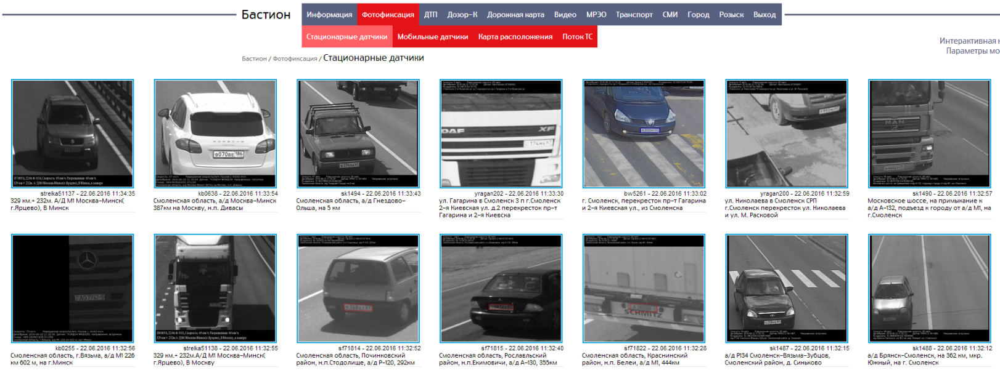 Бастион
Информация Фотофиксация ДТП Дозор-К Дорожная карта Видео МРЭО Транспорт СМИ Город Розыск Выход
Стационарные датчики Мобильные датчики Карта расположения Поток ТС
Интерактивная
Параметры
Бастион / Фотофиксация / Стационарные датчики
PORSCHE
В070ВЕ 186
DAF
XF
MAN
strelka51137 - 22.06.2016 11:34:35
329 км.+ 232м. А/Д М1 Москва-Минск(
г.Ярцево), В Минск
kb0638 - 22.06.2016 11:33:54
Смоленская область, а/д Москва-Минск
387км на Москву, н.п. Дивасы
sk1494 - 22.06.2016 11:33:43
Смоленская область, а/д Гнездово-
Ольша, на 5 км
yragan202 - 22.06.2016 11:33:30
ул. Гагарина в Смоленск 3 п г.Смоленск
2-я Киевская ул. д.2 перекресток пр-т
Гагарина и 2-я Киевска
bw5261 - 22.06.2016 11:33:02
г. Смоленск, перекресток пр-т Гагарина
и 2-я Киевская ул., из Смоленска
yragan200 - 22.06.2016 11:32:59
ул. Николаева в Смоленск СРП
г.Смоленск перекресток ул. Николаева
и ул. М. Расковой
sk1490 - 22.06.2016 11:32:57
Московское шоссе, на примыкание к
а/д А-132, подъезд к городу от а/д М1, на
г.Смоленск
SCHMITZ
kb0255 - 22.06.2016 11:32:56
Смоленская область, г.Вязьма, а/д М1 226
км 602 м, на г.Минск
strelka51138 - 22.06.2016 11:32:55
329 км.+ 232м.А/Д М1 Москва-Минск(
г.Ярцево), В Москву
sf71814 - 22.06.2016 11:32:52
Смоленская область, Починковский
район, н.п.Стодолище, а/д Р-120, 292км
sf71815 - 22.06.2016 11:32:40
Смоленская область, Рославльский
район, н.п.Екимовичи, а/д А-130, 355км
sf71822 - 22.06.2016 11:32:28
Смоленская область, Краснинский
район, н.п. Белеи, а/д М1, 444км
sk1487 - 22.06.2016 11:32:15
а/д Р134 Смоленск-Вязьма-Зубцов,
Смоленский район, д. Синьково
sk1488 - 22.06.2016 11:32:12
а/д Брянск-Смоленск, на 362 км, мкр.
Южный, на г. Смоленск